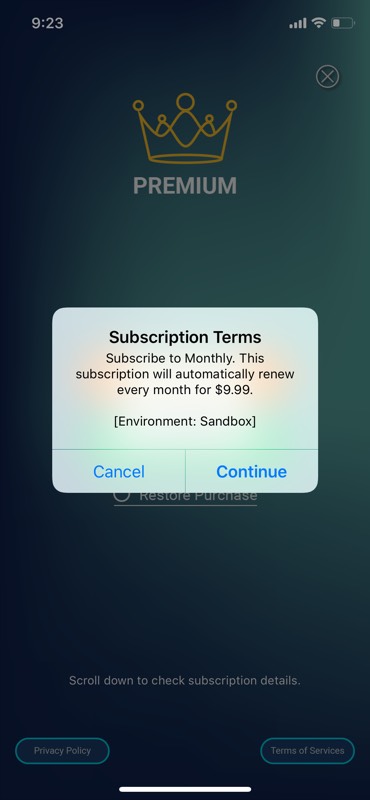 9:23
PREMIUM
Subscription Terms
Subscribe to Monthly. This
subscription will automatically renew
every month for $9.99.
[Environment: Sandbox]
Cancel
Continue
Restore Purchase
Scroll down to check subscription details.
Privacy Policy
Terms of Services